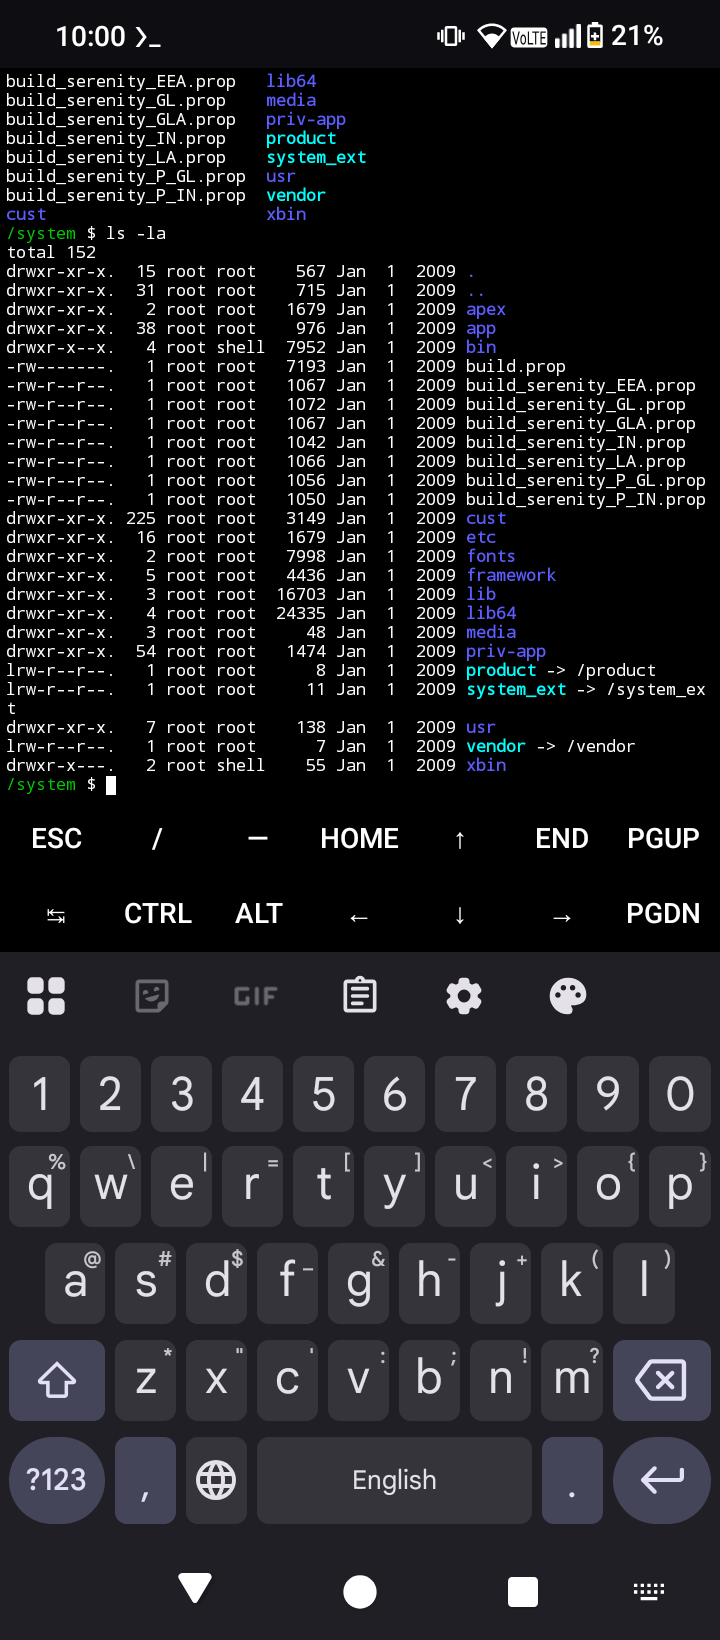 10:00 ❯_ VoLTE 21%
build_serenity_EEA.prop   lib64
build_serenity_GL.prop    media
build_serenity_GLA.prop   priv-app
build_serenity_IN.prop    product
build_serenity_LA.prop    system_ext
build_serenity_P_GL.prop  usr
build_serenity_P_IN.prop  vendor
cust                      xbin
/system $ ls -la
total 152
drwxr-xr-x.  15 root root    567 Jan  1  2009 .
drwxr-xr-x.  31 root root    715 Jan  1  2009 ..
drwxr-xr-x.   2 root root   1679 Jan  1  2009 apex
drwxr-xr-x.  38 root root    976 Jan  1  2009 app
drwxr-x--x.   4 root shell  7952 Jan  1  2009 bin
-rw-------.   1 root root   7193 Jan  1  2009 build.prop
-rw-r--r--.   1 root root   1067 Jan  1  2009 build_serenity_EEA.prop
-rw-r--r--.   1 root root   1072 Jan  1  2009 build_serenity_GL.prop
-rw-r--r--.   1 root root   1067 Jan  1  2009 build_serenity_GLA.prop
-rw-r--r--.   1 root root   1042 Jan  1  2009 build_serenity_IN.prop
-rw-r--r--.   1 root root   1066 Jan  1  2009 build_serenity_LA.prop
-rw-r--r--.   1 root root   1056 Jan  1  2009 build_serenity_P_GL.prop
-rw-r--r--.   1 root root   1050 Jan  1  2009 build_serenity_P_IN.prop
drwxr-xr-x. 225 root root   3149 Jan  1  2009 cust
drwxr-xr-x.  16 root root   1679 Jan  1  2009 etc
drwxr-xr-x.   2 root root   7998 Jan  1  2009 fonts
drwxr-xr-x.   5 root root   4436 Jan  1  2009 framework
drwxr-xr-x.   3 root root  16703 Jan  1  2009 lib
drwxr-xr-x.   4 root root  24335 Jan  1  2009 lib64
drwxr-xr-x.   3 root root     48 Jan  1  2009 media
drwxr-xr-x.  54 root root   1474 Jan  1  2009 priv-app
lrw-r--r--.   1 root root      8 Jan  1  2009 product -> /product
lrw-r--r--.   1 root root     11 Jan  1  2009 system_ext -> /system_ex
t
drwxr-xr-x.   7 root root    138 Jan  1  2009 usr
lrw-r--r--.   1 root root      7 Jan  1  2009 vendor -> /vendor
drwxr-x---.   2 root shell    55 Jan  1  2009 xbin
/system $
ESC / — HOME ↑ END PGUP
↹ CTRL ALT ← ↓ → PGDN
GIF
1 2 3 4 5 6 7 8 9 0
q % w \ e | r = t [ y ] u < i > o { p }
a @ s # d $ f _ g & h - j + k ( l )
z * x " c ' v : b ; n ! m ?
?123 , English .